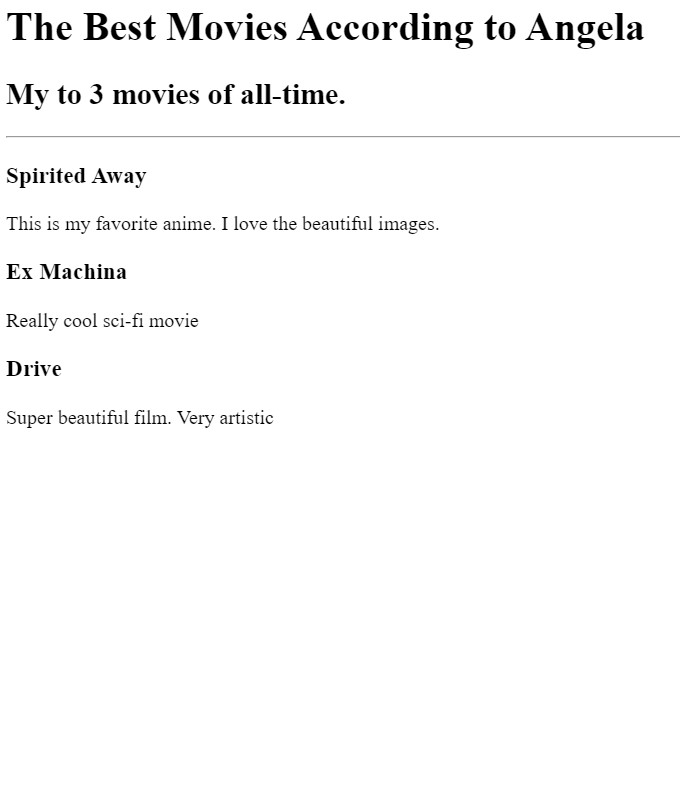 The Best Movies According to Angela
My to 3 movies of all-time.
Spirited Away
This is my favorite anime. I love the beautiful images.
Ex Machina
Really cool sci-fi movie
Drive
Super beautiful film. Very artistic